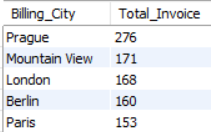 Billing_City Total_Invoice
Prague 276
Mountain View 171
London 168
Berlin 160
Paris 153